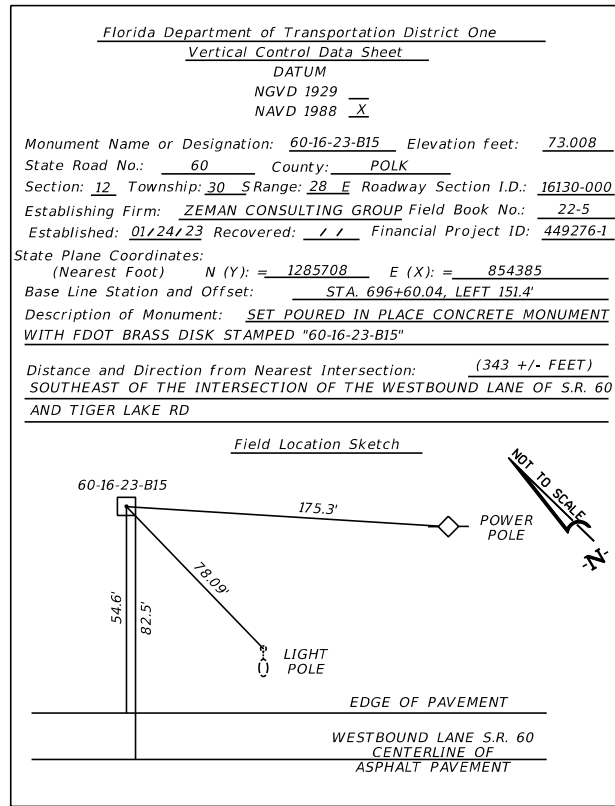 Florida Department of Transportation District One
Vertical Control Data Sheet
DATUM
NGVD 1929
NAVD 1988 X
Monument Name or Designation: 60-16-23-B15 Elevation feet: 73.008
State Road No.: 60 County: POLK
Section: 12 Township: 30 S Range: 28 E Roadway Section I.D.: 16130-000
Establishing Firm: ZEMAN CONSULTING GROUP Field Book No.: 22-5
Established: 01/24/23 Recovered: / / Financial Project ID: 449276-1
State Plane Coordinates:
(Nearest Foot) N (Y): = 1285708 E (X): = 854385
Base Line Station and Offset: STA. 696+60.04, LEFT 151.4'
Description of Monument: SET POURED IN PLACE CONCRETE MONUMENT
WITH FDOT BRASS DISK STAMPED "60-16-23-B15"
Distance and Direction from Nearest Intersection: (343 +/- FEET)
SOUTHEAST OF THE INTERSECTION OF THE WESTBOUND LANE OF S.R. 60
AND TIGER LAKE RD
Field Location Sketch
60-16-23-B15
175.3'
POWER
POLE
NOT TO SCALE
-N-
78.09'
54.6'
82.5'
LIGHT
POLE
EDGE OF PAVEMENT
WESTBOUND LANE S.R. 60
CENTERLINE OF
ASPHALT PAVEMENT